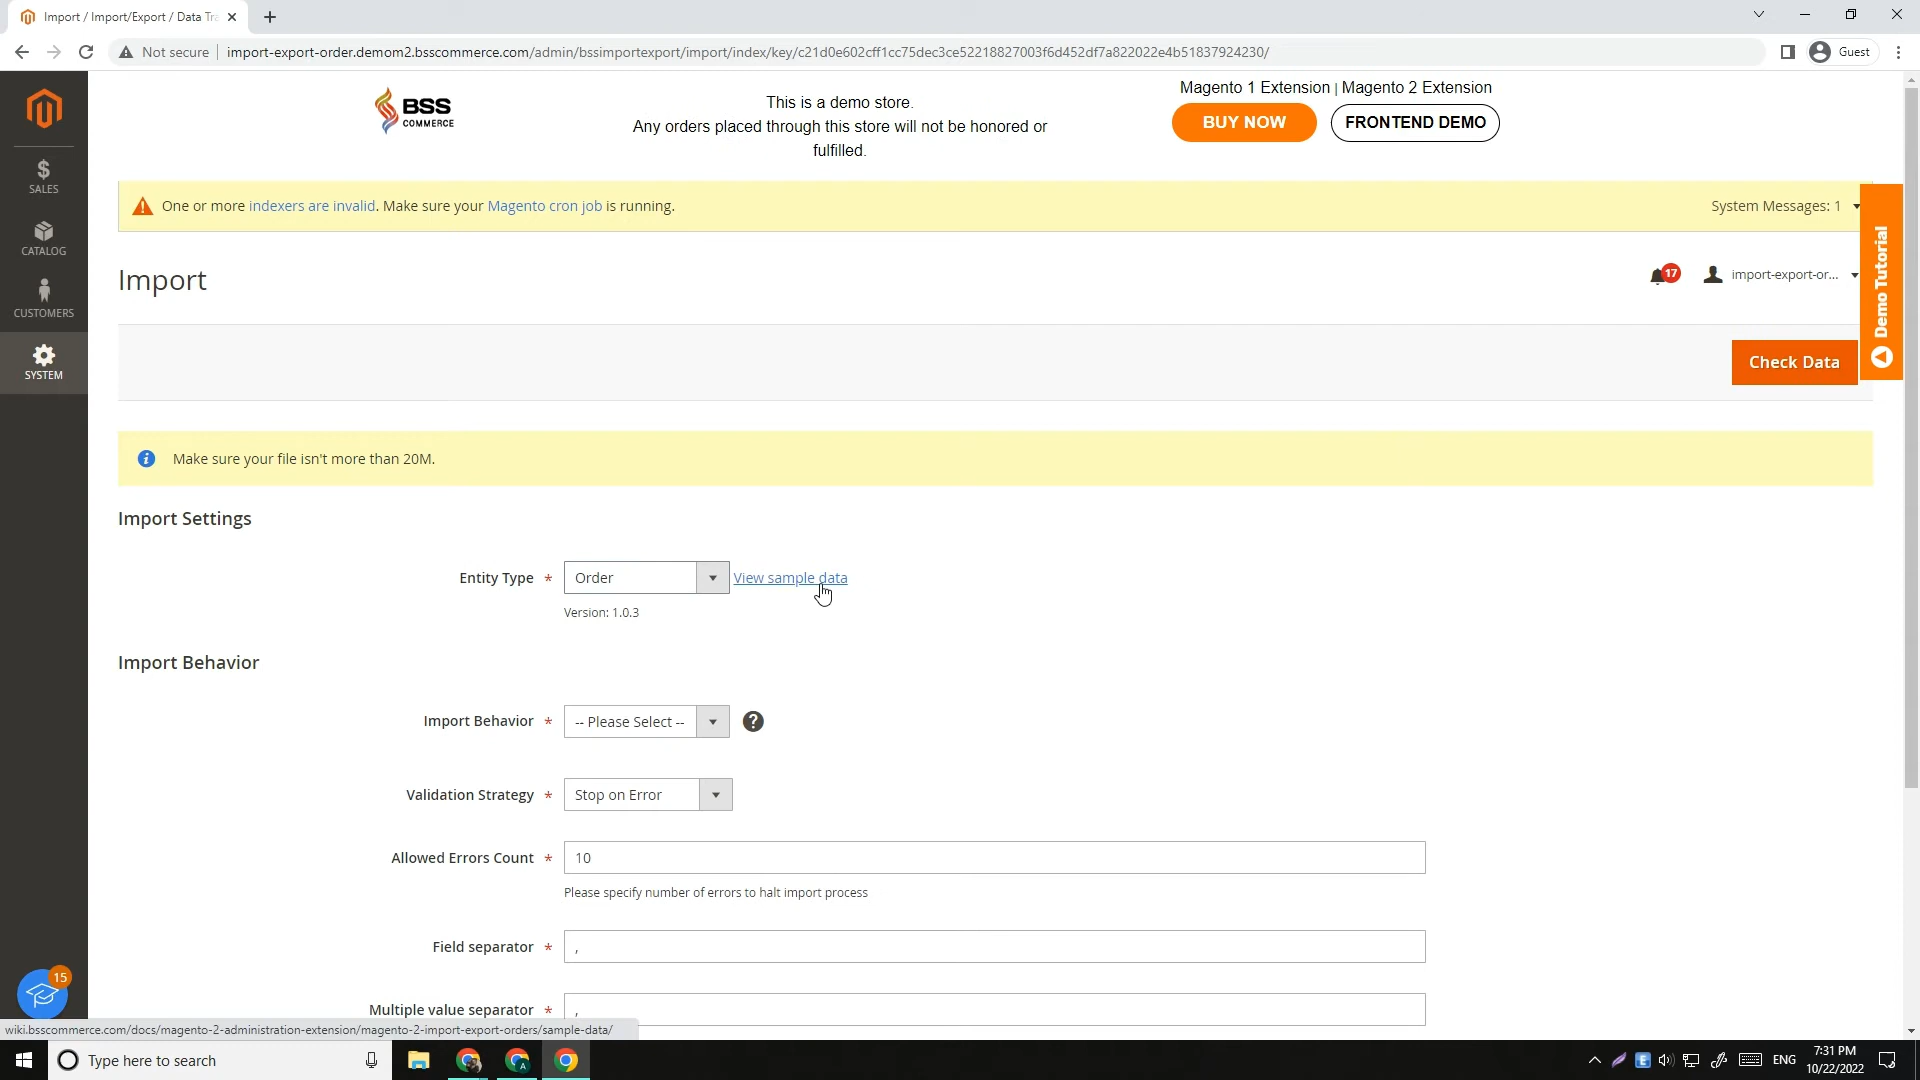 Import / Import/Export / Data Tra
Not secure
import-export-order.demom2.bsscommerce.com/admin/bssimportexport/import/index/key/c21d0e602cff1cc75dec3ce52218827003f6d452df7a822022e4b51837924230/
Guest
BSS
COMMERCE
This is a demo store.
Any orders placed through this store will not be honored or
fulfilled.
Magento 1 Extension | Magento 2 Extension
BUY NOW
FRONTEND DEMO
SALES
CATALOG
CUSTOMERS
SYSTEM
One or more indexers are invalid. Make sure your Magento cron job is running.
System Messages: 1
Demo Tutorial
Import
17
import-export-or...
Check Data
Make sure your file isn't more than 20M.
Import Settings
Entity Type *
Order
View sample data
Version: 1.0.3
Import Behavior
Import Behavior *
-- Please Select --
?
Validation Strategy *
Stop on Error
Allowed Errors Count *
10
Please specify number of errors to halt import process
Field separator *
,
Multiple value separator *
,
15
wiki.bsscommerce.com/docs/magento-2-administration-extension/magento-2-import-export-orders/sample-data/
Type here to search
A
E
ENG
7:31 PM
10/22/2022